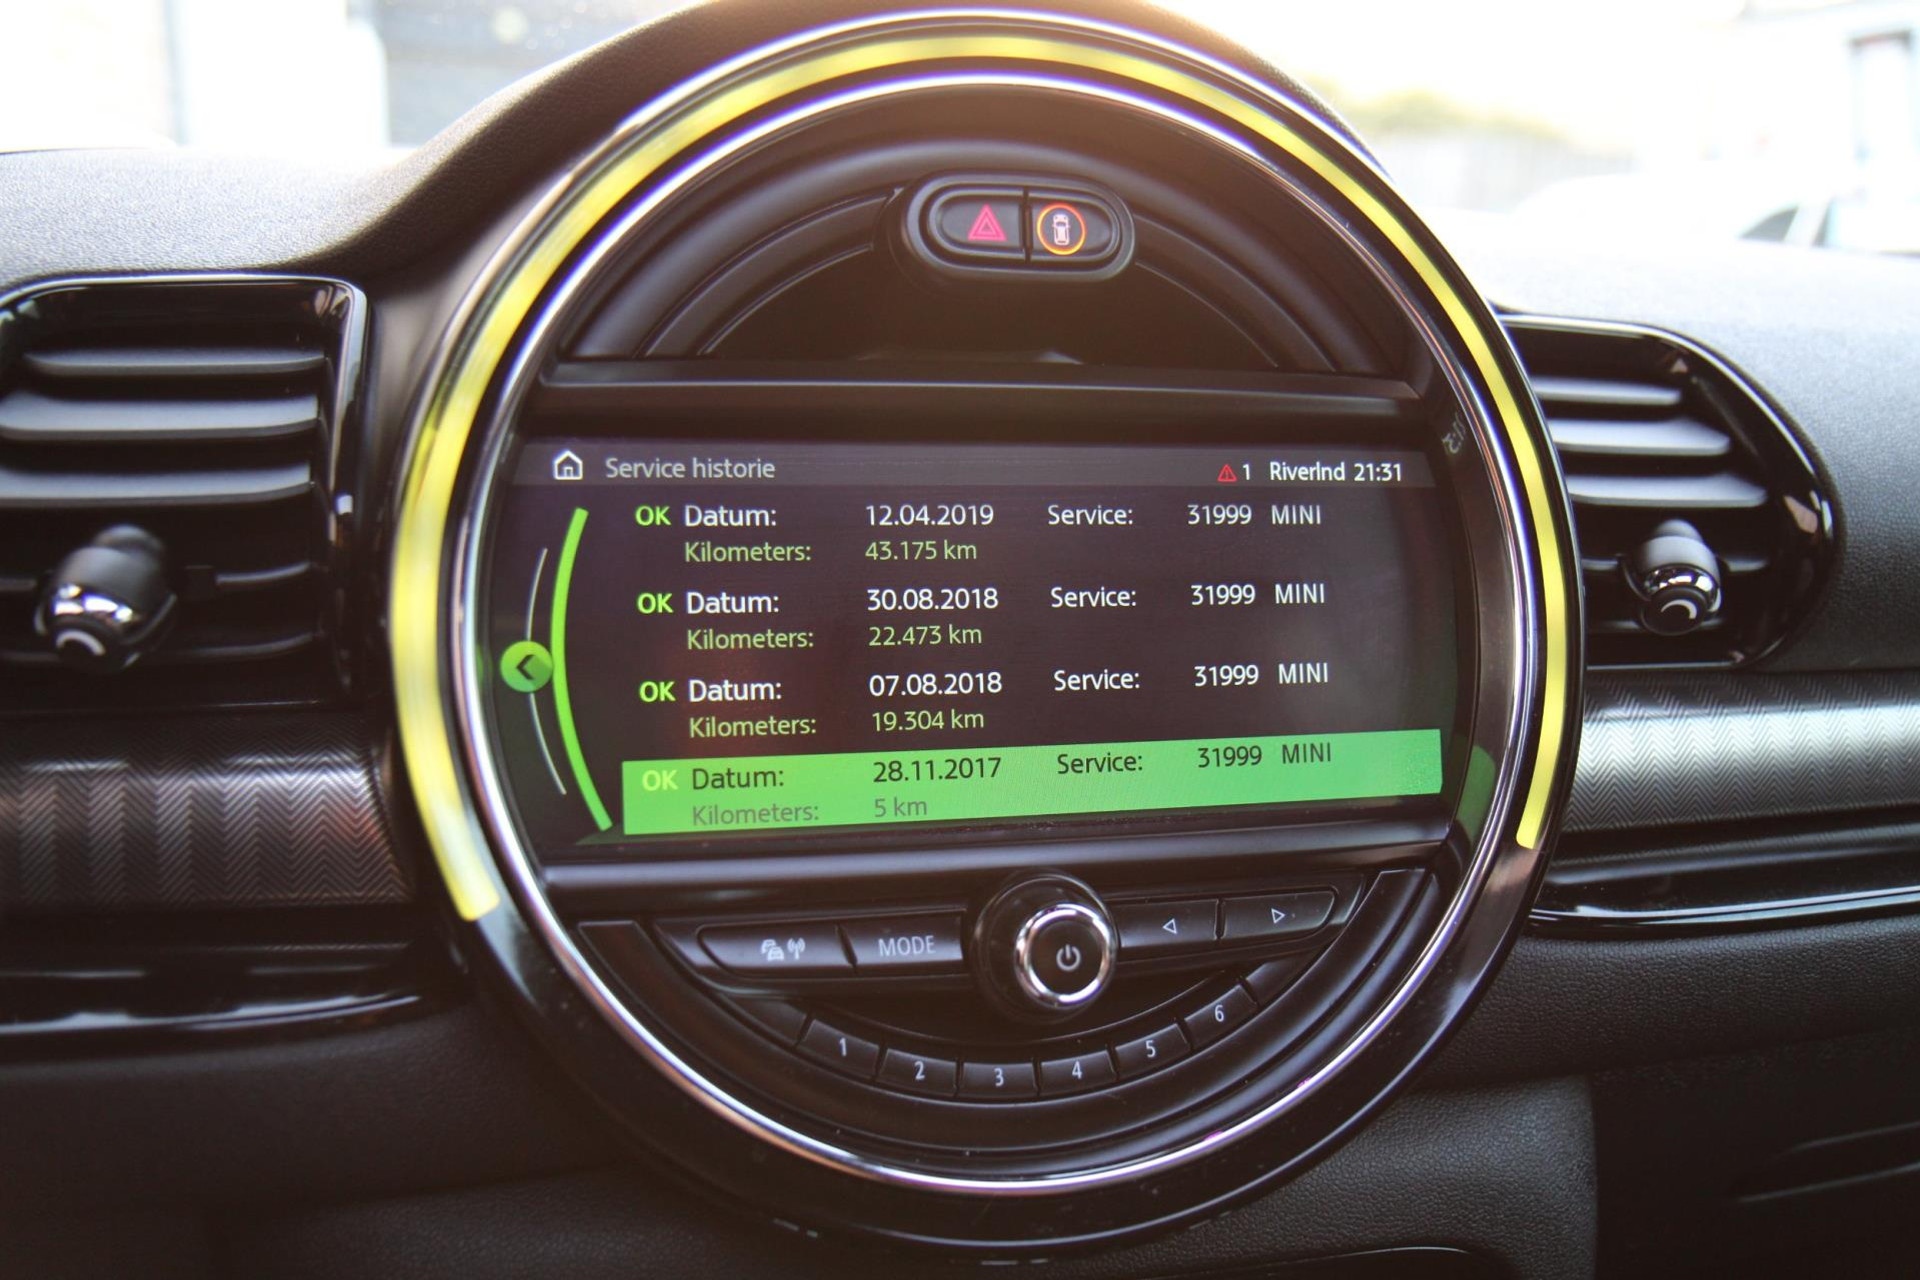 Service historie 1 RiverInd 21:31
OK Datum: 12.04.2019 Service: 31999 MINI
Kilometers: 43.175 km
OK Datum: 30.08.2018 Service: 31999 MINI
Kilometers: 22.473 km
OK Datum: 07.08.2018 Service: 31999 MINI
Kilometers: 19.304 km
OK Datum: 28.11.2017 Service: 31999 MINI
Kilometers: 5 km
MODE
1 2 3 4 5 6